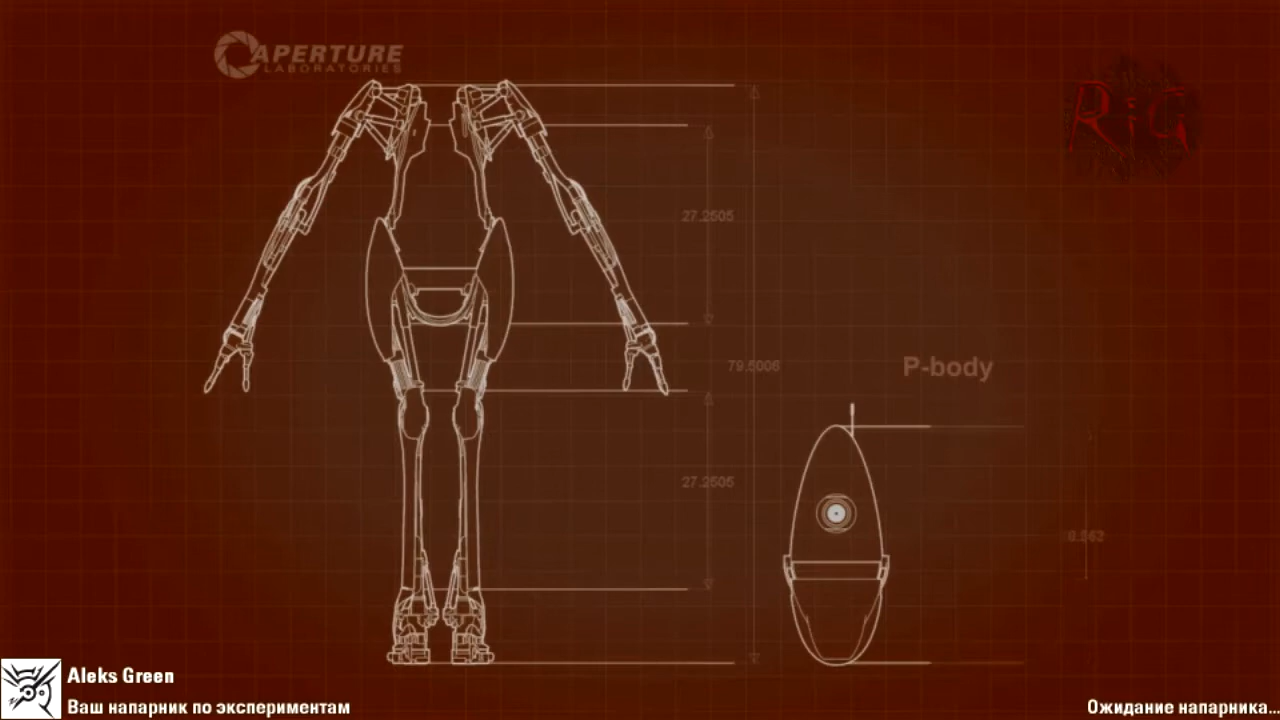 APERTURE
LABORATORIES
RiG
27.2505
79.5006
P-body
27.2505
Aleks Green
Ваш напарник по экспериментам
Ожидание напарника...